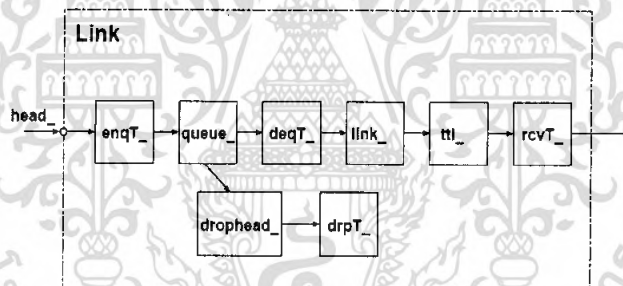 Link
head_
enqT_
queue_
deqT_
link_
ttl_
rcvT_
drophead_
drpT_